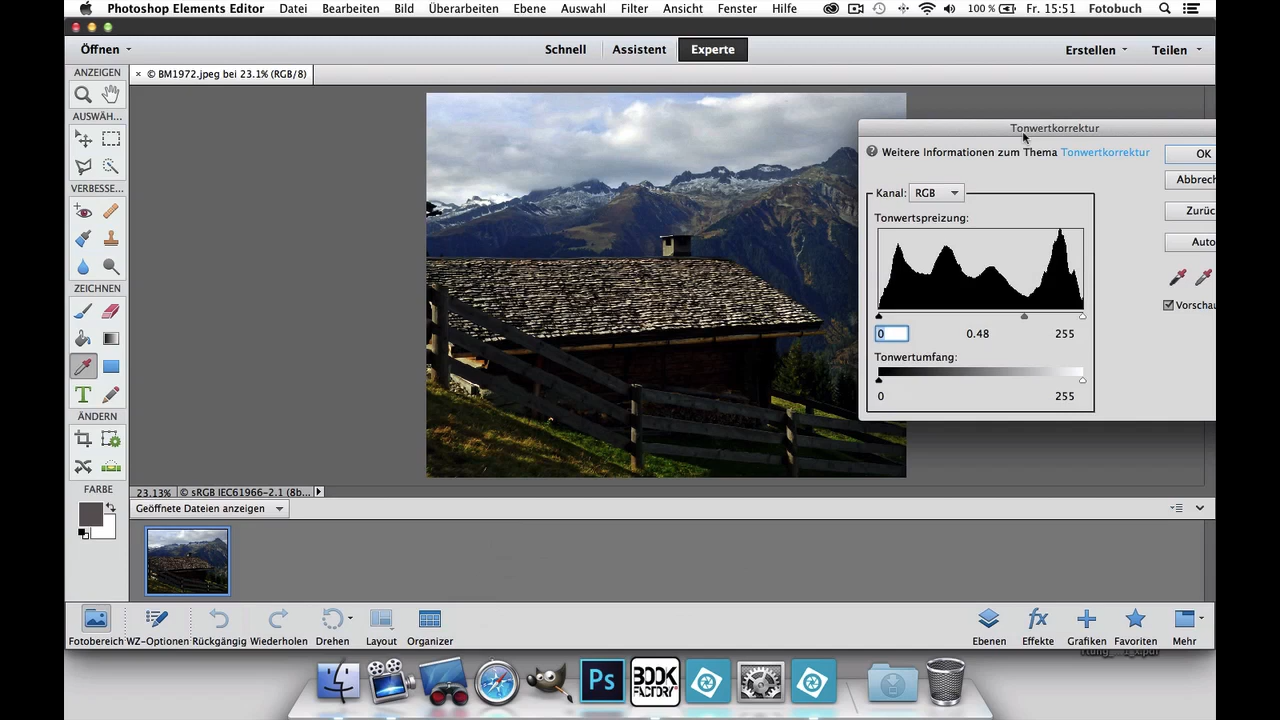 Photoshop Elements Editor Datei Bearbeiten Bild Überarbeiten Ebene Auswahl Filter Ansicht Fenster Hilfe 100 % Fr. 15:51 Fotobuch
Öffnen Schnell Assistent Experte Erstellen Teilen
ANZEIGEN
× © BM1972.jpeg bei 23.1% (RGB/8)
AUSWÄH...
VERBESSE...
ZEICHNEN
T
ÄNDERN
FARBE
Tonwertkorrektur
? Weitere Informationen zum Thema Tonwertkorrektur
OK
Abbrech
Kanal: RGB
Zurüc
Tonwertspreizung:
Auto
Vorschau
0 0.48 255
Tonwertumfang:
0 255
23.13% © sRGB IEC61966-2.1 (8b...
Geöffnete Dateien anzeigen
Fotobereich WZ-Optionen Rückgängig Wiederholen Drehen Layout Organizer
fx
Ebenen Effekte Grafiken Favoriten Mehr
Ps
BOOK
FACTORY